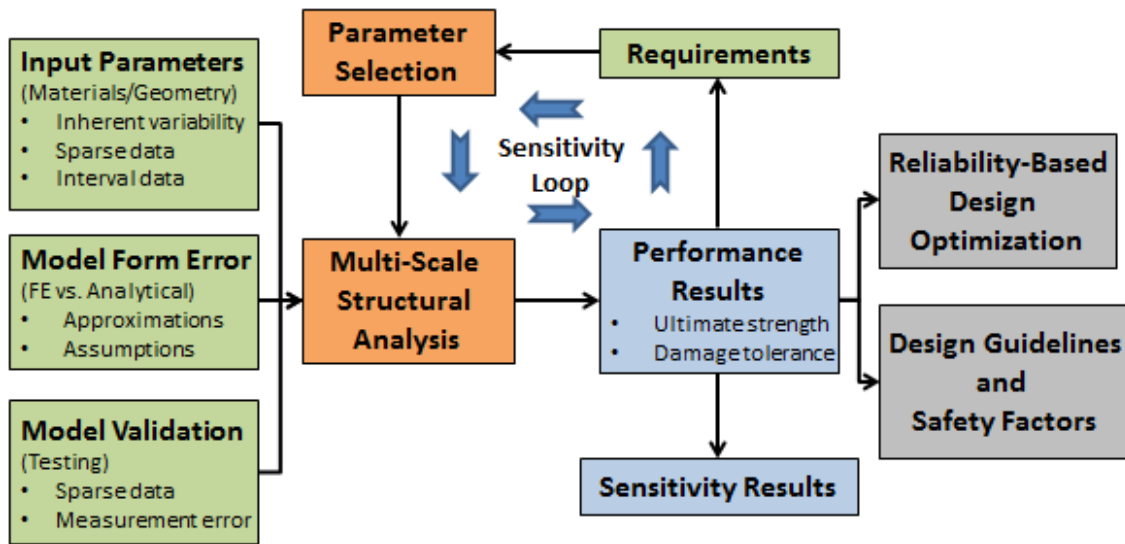 Input Parameters
(Materials/Geometry)
• Inherent variability
• Sparse data
• Interval data
Model Form Error
(FE vs. Analytical)
• Approximations
• Assumptions
Model Validation
(Testing)
• Sparse data
• Measurement error
Parameter
Selection
Requirements
Sensitivity
Loop
Multi-Scale
Structural
Analysis
Performance
Results
• Ultimate strength
• Damage tolerance
Sensitivity Results
Reliability-Based
Design
Optimization
Design Guidelines
and
Safety Factors